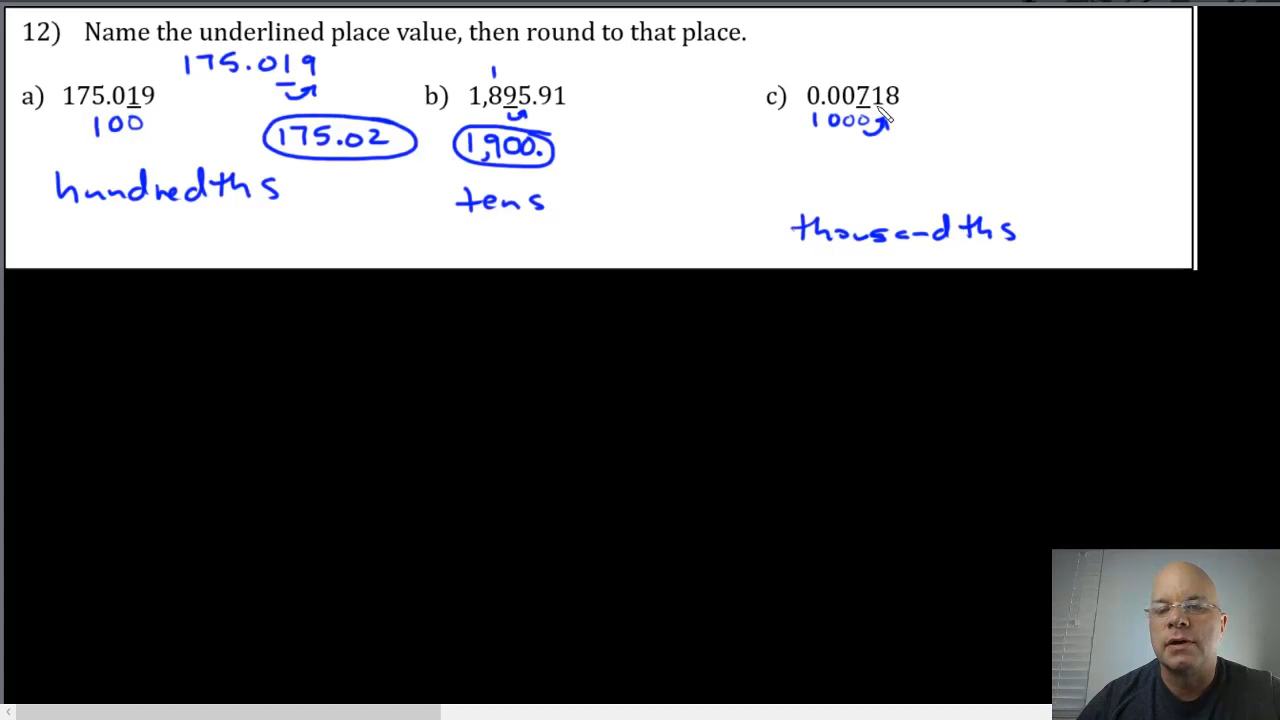 12) Name the underlined place value, then round to that place.
175.019
a) 175.019
100
175.02
hundredths
1
b) 1,895.91
1,900.
tens
c) 0.00718
1000
thousandths